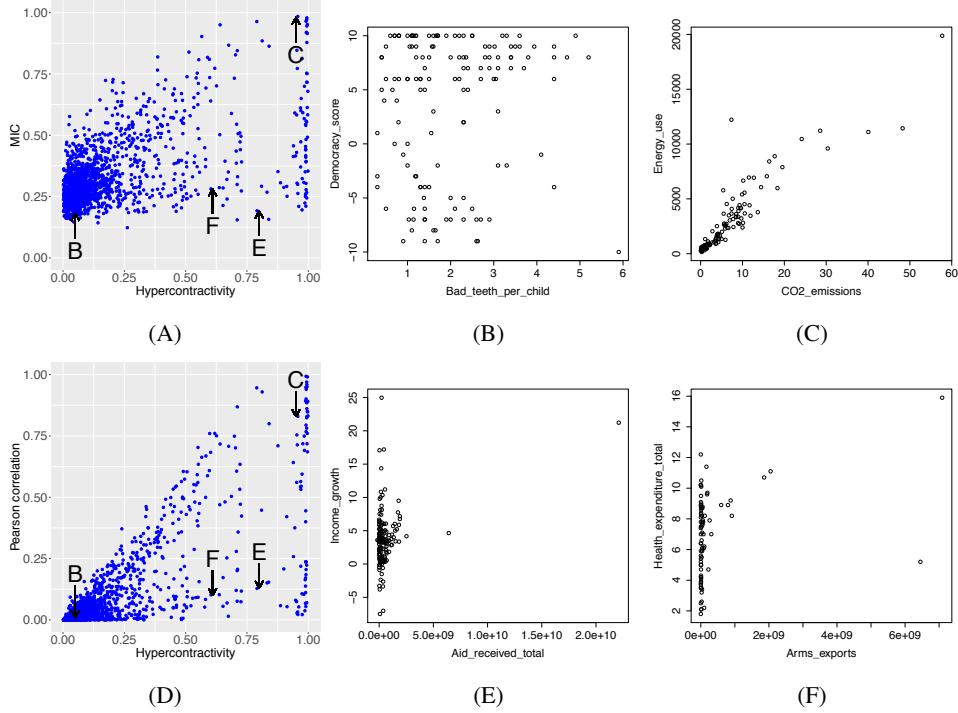 1.00
0.75
0.50
0.25
0.00
MIC
B
F
E
C
0.00 0.25 0.50 0.75 1.00
Hypercontractivity
(A)
10
5
0
-5
-10
Democracy_score
1 2 3 4 5 6
Bad_teeth_per_child
(B)
20000
15000
10000
5000
0
Energy_use
0 10 20 30 40 50 60
CO2_emissions
(C)
1.00
0.75
0.50
0.25
0.00
Pearson correlation
B
F
E
C
0.00 0.25 0.50 0.75 1.00
Hypercontractivity
(D)
25
20
15
10
5
0
-5
Income_growth
0.0e+00 5.0e+09 1.0e+10 1.5e+10 2.0e+10
Aid_received_total
(E)
16
14
12
10
8
6
4
2
Health_expenditure_total
0e+00 2e+09 4e+09 6e+09
Arms_exports
(F)